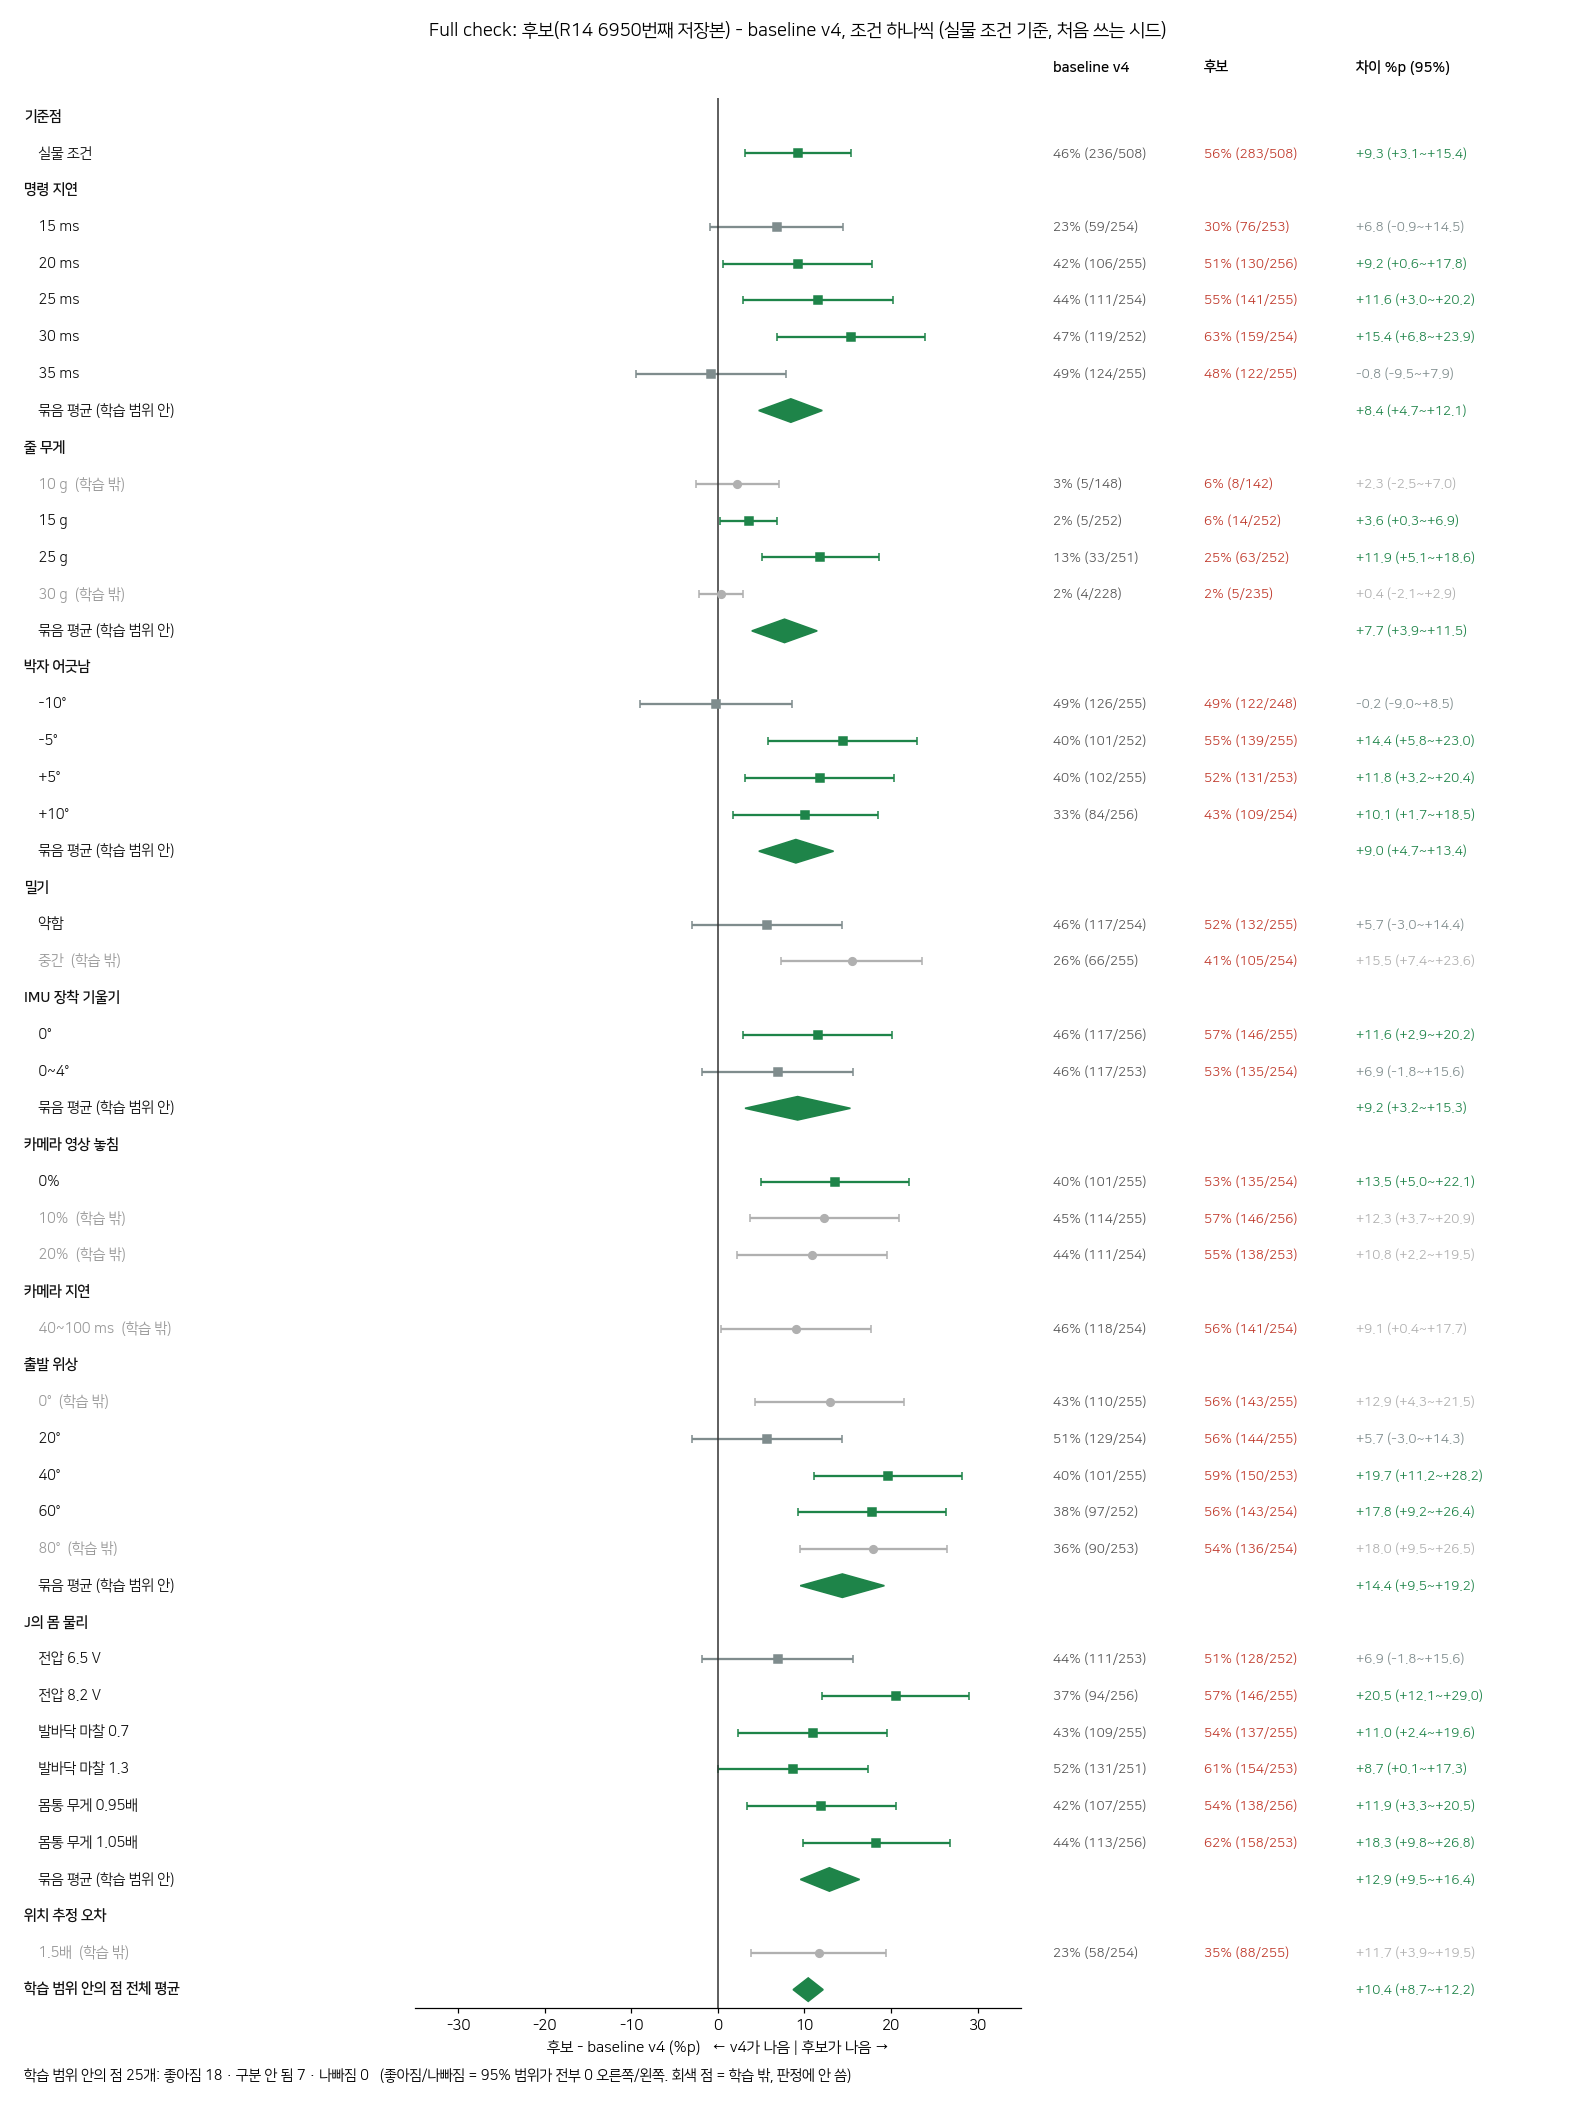 Full check: 후보(R14 6950번째 저장본) - baseline v4, 조건 하나씩 (실물 조건 기준, 처음 쓰는 시드)
baseline v4 후보 차이 %p (95%)
기준점
실물 조건 46% (236/508) 56% (283/508) +9.3 (+3.1~+15.4)
명령 지연
15 ms 23% (59/254) 30% (76/253) +6.8 (-0.9~+14.5)
20 ms 42% (106/255) 51% (130/256) +9.2 (+0.6~+17.8)
25 ms 44% (111/254) 55% (141/255) +11.6 (+3.0~+20.2)
30 ms 47% (119/252) 63% (159/254) +15.4 (+6.8~+23.9)
35 ms 49% (124/255) 48% (122/255) -0.8 (-9.5~+7.9)
묶음 평균 (학습 범위 안) +8.4 (+4.7~+12.1)
줄 무게
10 g (학습 밖) 3% (5/148) 6% (8/142) +2.3 (-2.5~+7.0)
15 g 2% (5/252) 6% (14/252) +3.6 (+0.3~+6.9)
25 g 13% (33/251) 25% (63/252) +11.9 (+5.1~+18.6)
30 g (학습 밖) 2% (4/228) 2% (5/235) +0.4 (-2.1~+2.9)
묶음 평균 (학습 범위 안) +7.7 (+3.9~+11.5)
박자 어긋남
-10° 49% (126/255) 49% (122/248) -0.2 (-9.0~+8.5)
-5° 40% (101/252) 55% (139/255) +14.4 (+5.8~+23.0)
+5° 40% (102/255) 52% (131/253) +11.8 (+3.2~+20.4)
+10° 33% (84/256) 43% (109/254) +10.1 (+1.7~+18.5)
묶음 평균 (학습 범위 안) +9.0 (+4.7~+13.4)
밀기
약함 46% (117/254) 52% (132/255) +5.7 (-3.0~+14.4)
중간 (학습 밖) 26% (66/255) 41% (105/254) +15.5 (+7.4~+23.6)
IMU 장착 기울기
0° 46% (117/256) 57% (146/255) +11.6 (+2.9~+20.2)
0~4° 46% (117/253) 53% (135/254) +6.9 (-1.8~+15.6)
묶음 평균 (학습 범위 안) +9.2 (+3.2~+15.3)
카메라 영상 놓침
0% 40% (101/255) 53% (135/254) +13.5 (+5.0~+22.1)
10% (학습 밖) 45% (114/255) 57% (146/256) +12.3 (+3.7~+20.9)
20% (학습 밖) 44% (111/254) 55% (138/253) +10.8 (+2.2~+19.5)
카메라 지연
40~100 ms (학습 밖) 46% (118/254) 56% (141/254) +9.1 (+0.4~+17.7)
출발 위상
0° (학습 밖) 43% (110/255) 56% (143/255) +12.9 (+4.3~+21.5)
20° 51% (129/254) 56% (144/255) +5.7 (-3.0~+14.3)
40° 40% (101/255) 59% (150/253) +19.7 (+11.2~+28.2)
60° 38% (97/252) 56% (143/254) +17.8 (+9.2~+26.4)
80° (학습 밖) 36% (90/253) 54% (136/254) +18.0 (+9.5~+26.5)
묶음 평균 (학습 범위 안) +14.4 (+9.5~+19.2)
J의 몸 물리
전압 6.5 V 44% (111/253) 51% (128/252) +6.9 (-1.8~+15.6)
전압 8.2 V 37% (94/256) 57% (146/255) +20.5 (+12.1~+29.0)
발바닥 마찰 0.7 43% (109/255) 54% (137/255) +11.0 (+2.4~+19.6)
발바닥 마찰 1.3 52% (131/251) 61% (154/253) +8.7 (+0.1~+17.3)
몸통 무게 0.95배 42% (107/255) 54% (138/256) +11.9 (+3.3~+20.5)
몸통 무게 1.05배 44% (113/256) 62% (158/253) +18.3 (+9.8~+26.8)
묶음 평균 (학습 범위 안) +12.9 (+9.5~+16.4)
위치 추정 오차
1.5배 (학습 밖) 23% (58/254) 35% (88/255) +11.7 (+3.9~+19.5)
학습 범위 안의 점 전체 평균 +10.4 (+8.7~+12.2)
-30 -20 -10 0 10 20 30
후보 - baseline v4 (%p) ← v4가 나음 | 후보가 나음 →
학습 범위 안의 점 25개: 좋아짐 18 · 구분 안 됨 7 · 나빠짐 0 (좋아짐/나빠짐 = 95% 범위가 전부 0 오른쪽/왼쪽. 회색 점 = 학습 밖, 판정에 안 씀)